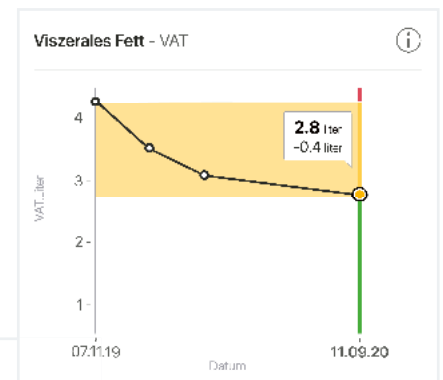 Viszerales Fett - VAT
4
2.8 liter
-0.4 liter
3
VAT Liter
2
1
07.11.19
11.09.20
Datum